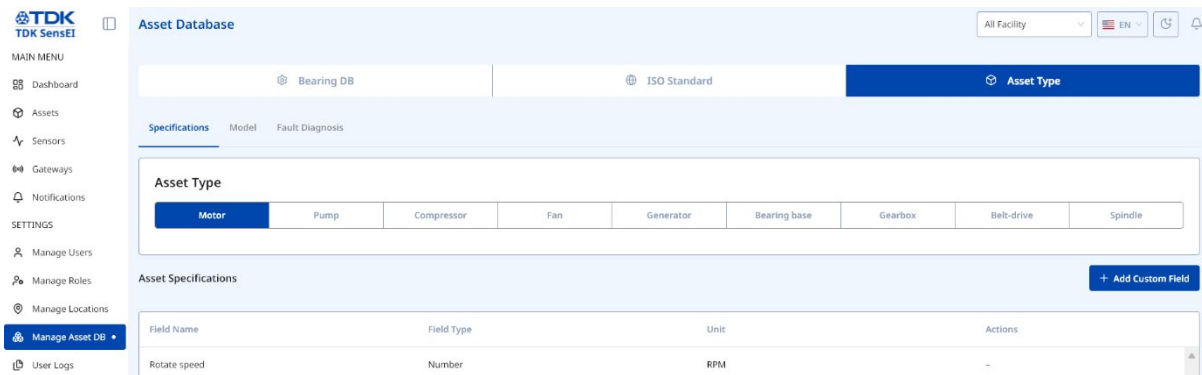 TDK
TDK SensEI
Asset Database
All Facility
EN
MAIN MENU
Dashboard
Assets
Sensors
Gateways
Notifications
SETTINGS
Manage Users
Manage Roles
Manage Locations
Manage Asset DB
User Logs
Bearing DB
ISO Standard
Asset Type
Specifications Model Fault Diagnosis
Asset Type
Motor Pump Compressor Fan Generator Bearing base Gearbox Belt-drive Spindle
Asset Specifications
+ Add Custom Field
Field Name Field Type Unit Actions
Rotate speed Number RPM –